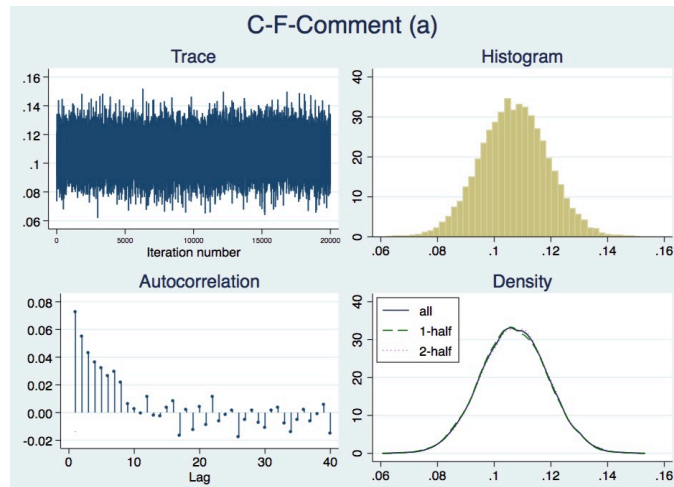 C-F-Comment (a)
Trace
.16
.14
.12
.1
.08
.06
0 5000 10000 15000 20000
Iteration number
Histogram
40
30
20
10
0
.06 .08 .1 .12 .14 .16
Autocorrelation
0.08
0.06
0.04
0.02
0.00
-0.02
0 10 20 30 40
Lag
Density
all
1-half
2-half
40
30
20
10
0
.06 .08 .1 .12 .14 .16